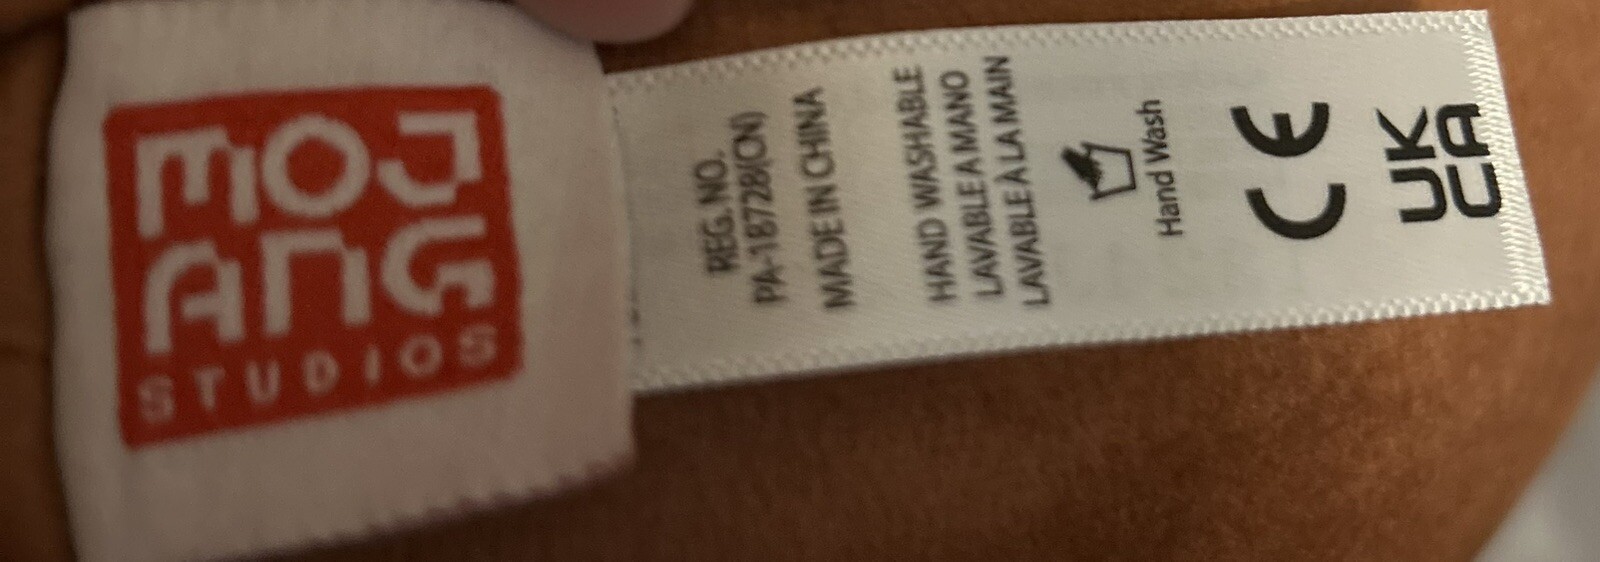 MOJ
ANG
STUDIOS
REG. NO.
PA-18728(CN)
MADE IN CHINA
HAND WASHABLE
LAVABLE A MANO
LAVABLE À LA MAIN
Hand Wash
CE
UK
CA